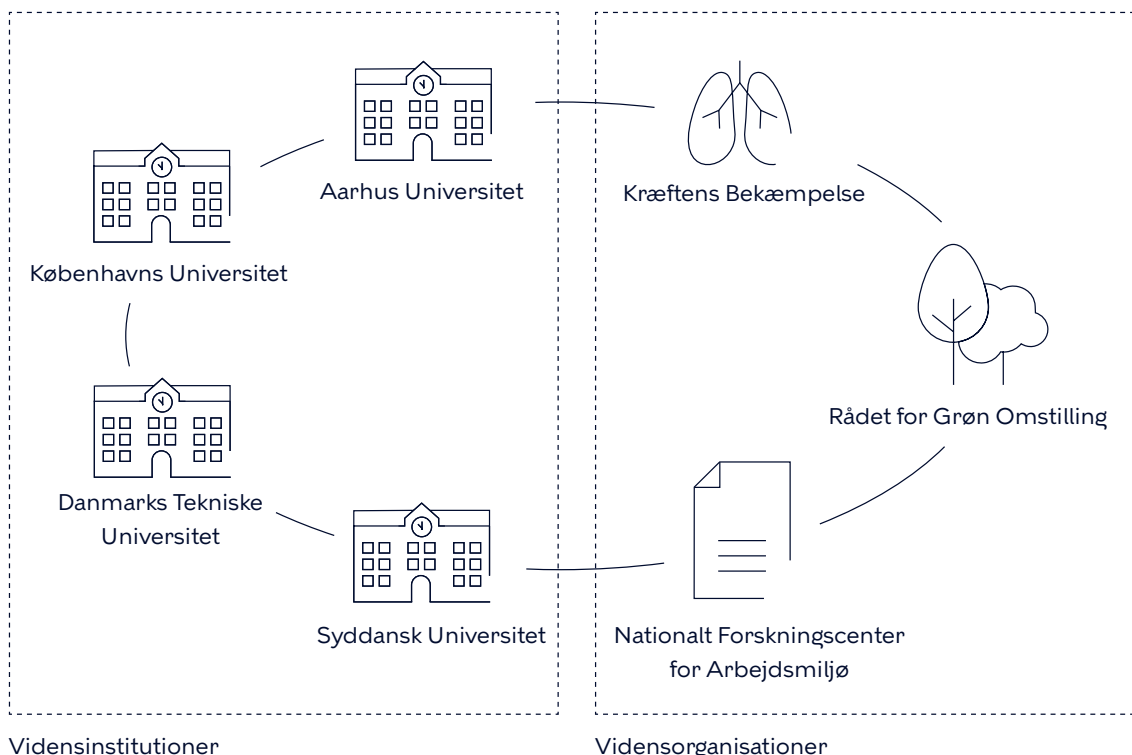 Aarhus Universitet
Københavns Universitet
Danmarks Tekniske
Universitet
Syddansk Universitet
Vidensinstitutioner
Kræftens Bekæmpelse
Rådet for Grøn Omstilling
Nationalt Forskningscenter
for Arbejdsmiljø
Vidensorganisationer